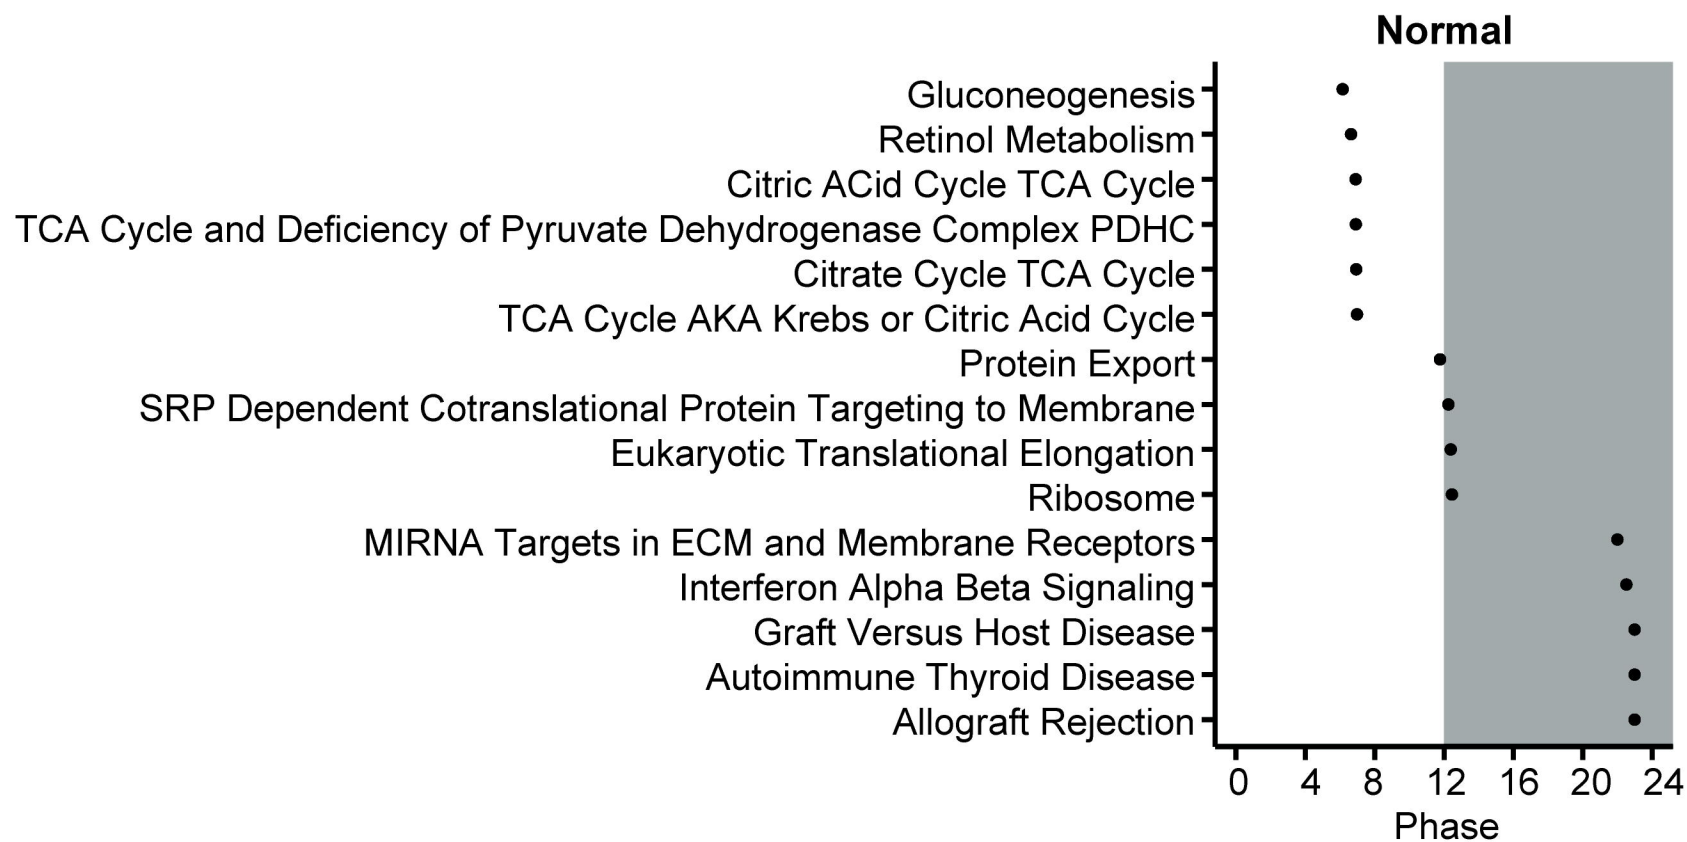 Normal
Gluconeogenesis
Retinol Metabolism
Citric ACid Cycle TCA Cycle
TCA Cycle and Deficiency of Pyruvate Dehydrogenase Complex PDHC
Citrate Cycle TCA Cycle
TCA Cycle AKA Krebs or Citric Acid Cycle
Protein Export
SRP Dependent Cotranslational Protein Targeting to Membrane
Eukaryotic Translational Elongation
Ribosome
MIRNA Targets in ECM and Membrane Receptors
Interferon Alpha Beta Signaling
Graft Versus Host Disease
Autoimmune Thyroid Disease
Allograft Rejection
0 4 8 12 16 20 24
Phase